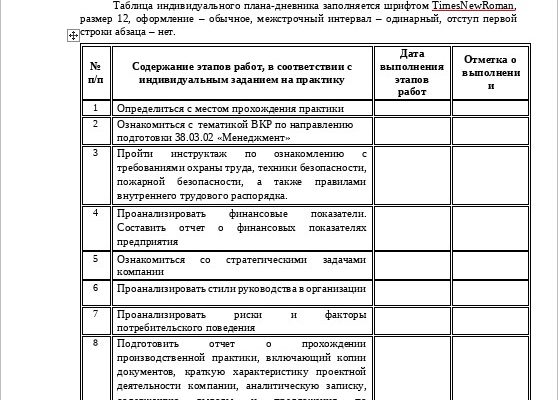 Таблица индивидуального плана-дневника заполняется шрифтом TimesNewRoman,
размер 12, оформление – обычное, межстрочный интервал – одинарный, отступ первой
строки абзаца – нет.
№
п/п
Содержание этапов работ, в соответствии с
индивидуальным заданием на практику
Дата
выполнения
этапов
работ
Отметка о
выполнени
и
1
Определиться с местом прохождения практики
2
Ознакомиться с тематикой ВКР по направлению
подготовки 38.03.02 «Менеджмент»
3
Пройти инструктаж по ознакомлению с
требованиями охраны труда, техники безопасности,
пожарной безопасности, а также правилами
внутреннего трудового распорядка.
4
Проанализировать финансовые показатели.
Составить отчет о финансовых показателях
предприятия
5
Ознакомиться со стратегическими задачами
компании
6
Проанализировать стили руководства в организации
7
Проанализировать риски и факторы
потребительского поведения
8
Подготовить отчет о прохождении
производственной практики, включающий копии
документов, краткую характеристику проектной
деятельности компании, аналитическую записку,